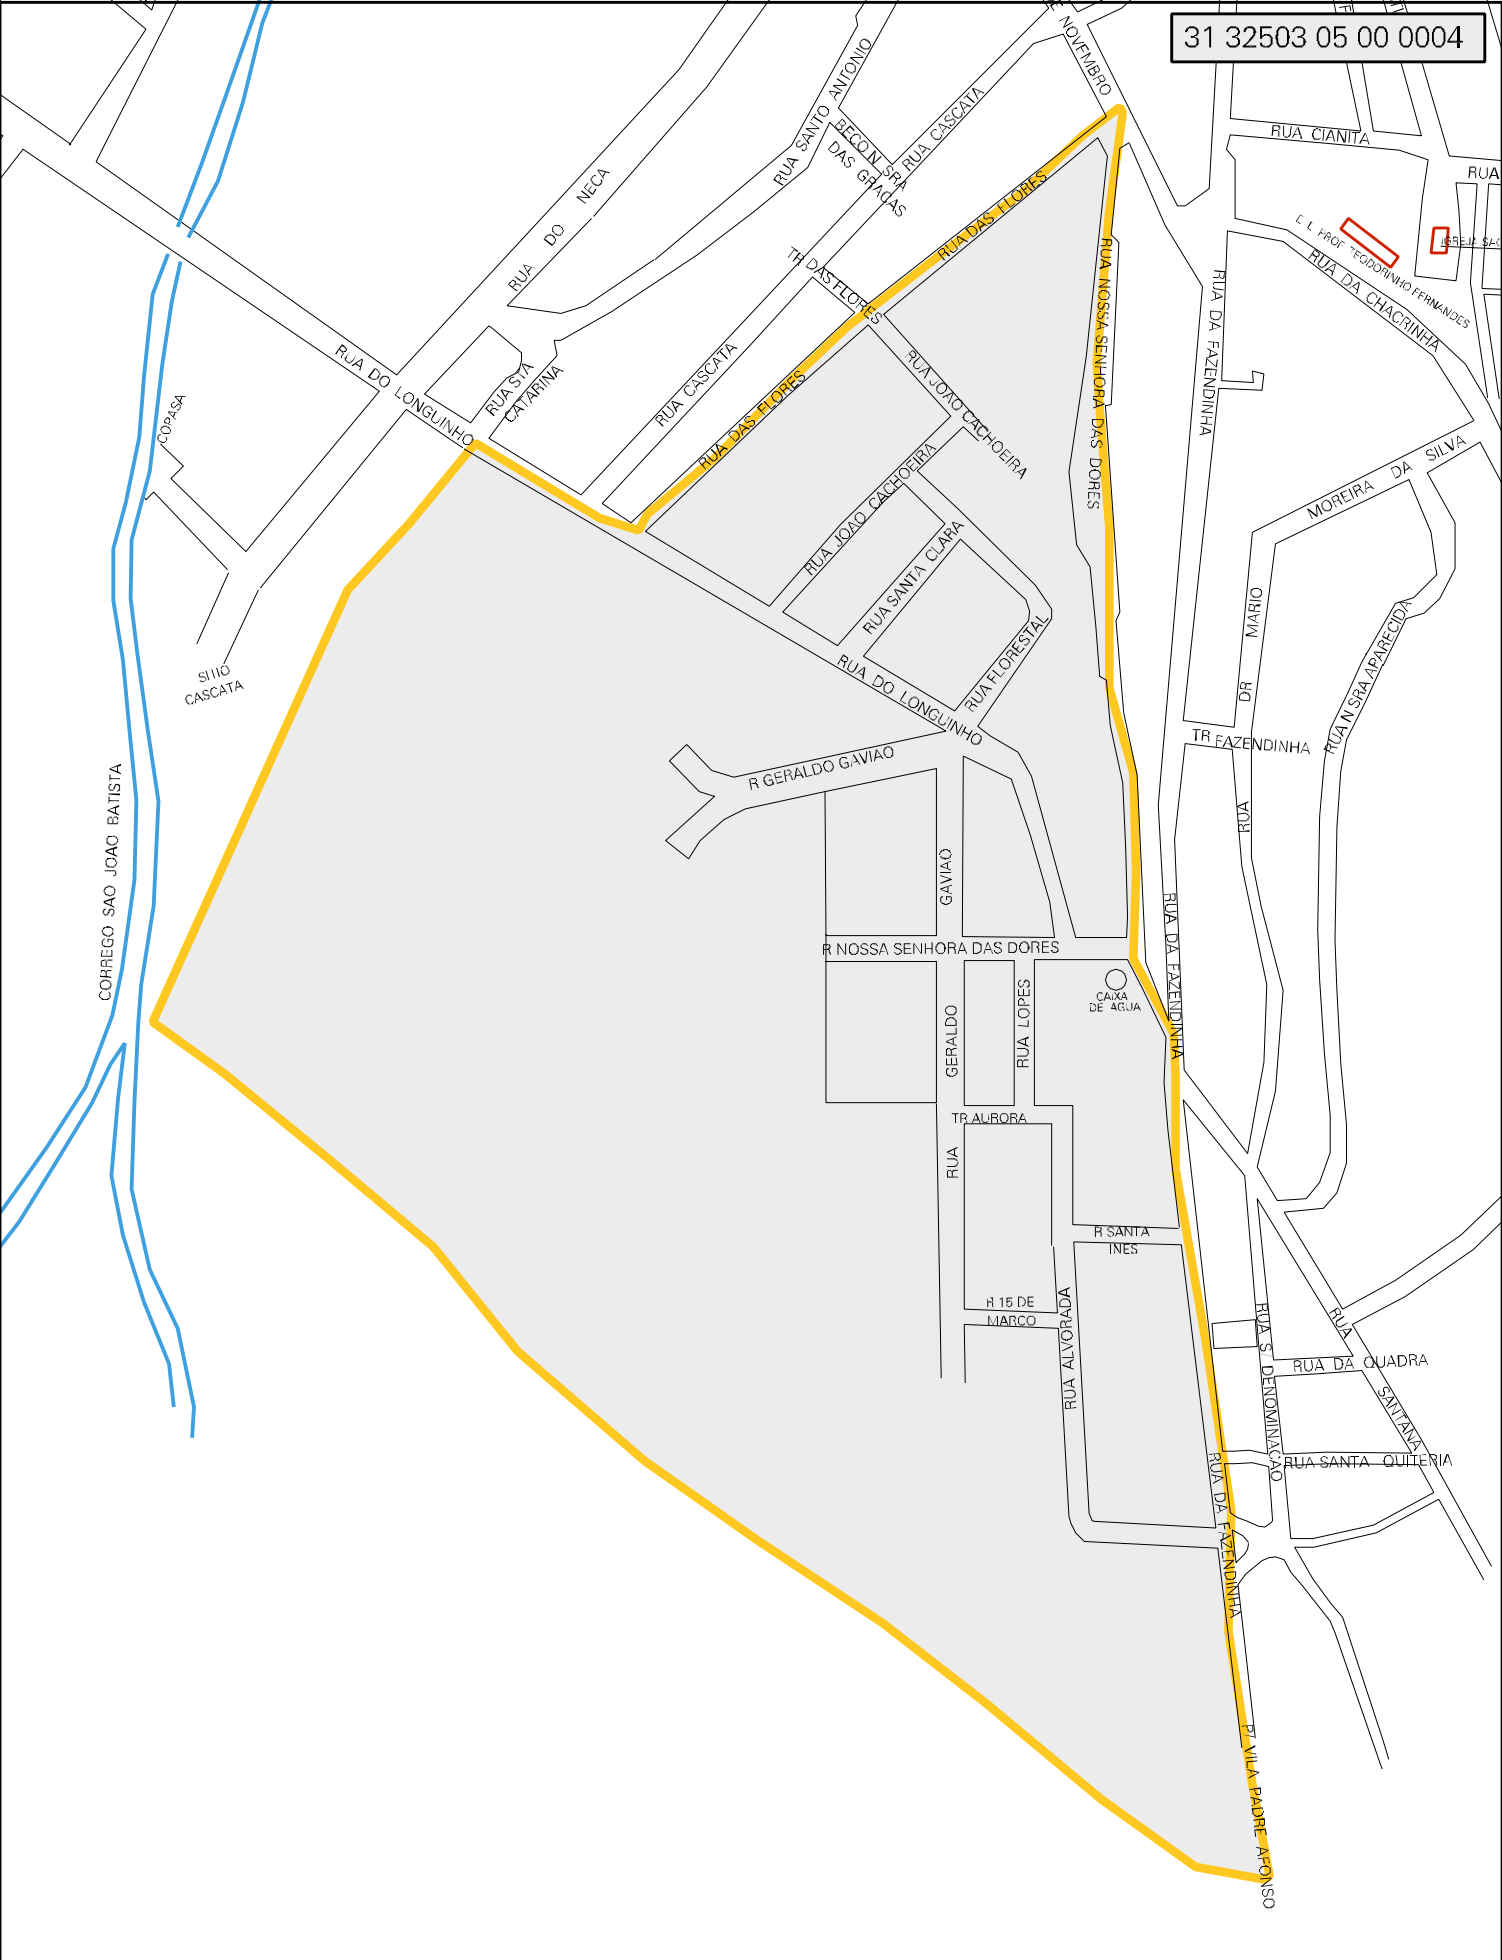 31 32503 05 00 0004
NOVEMBRO
RUA CIANITA
RUA
RUA SANTO ANTONIO
BECO N SRA
DAS GRACAS
RUA CASCATA
RUA DO NECA
RUA DAS FLORES
TR DAS FLORES
E L PROF TEODORINHO FERNANDES
IGREJA SAO
RUA DA CHACRINHA
RUA DA FAZENDINHA
RUA NOSSA SENHORA DAS DORES
RUA DO LONGUINHO
RUA STA
CATARINA
RUA CASCATA
RUA DAS FLORES
RUA JOAO CACHOEIRA
COPASA
RUA JOAO CACHOEIRA
MOREIRA DA SILVA
RUA SANTA CLARA
RUA FLORESTAL
RUA DR MARIO
RUA N SRA APARECIDA
SITIO
CASCATA
RUA DO LONGUINHO
TR FAZENDINHA
R GERALDO GAVIAO
CORREGO SAO JOAO BATISTA
RUA GERALDO GAVIAO
R NOSSA SENHORA DAS DORES
RUA DA FAZENDINHA
CAIXA
DE AGUA
RUA LOPES
TR AURORA
R SANTA
INES
R 15 DE
MARCO
RUA ALVORADA
RUA S/ DENOMINACAO
RUA SANTANA
RUA DA QUADRA
RUA SANTA QUITERIA
RUA DA FAZENDINHA
P/ VILA PADRE AFONSO